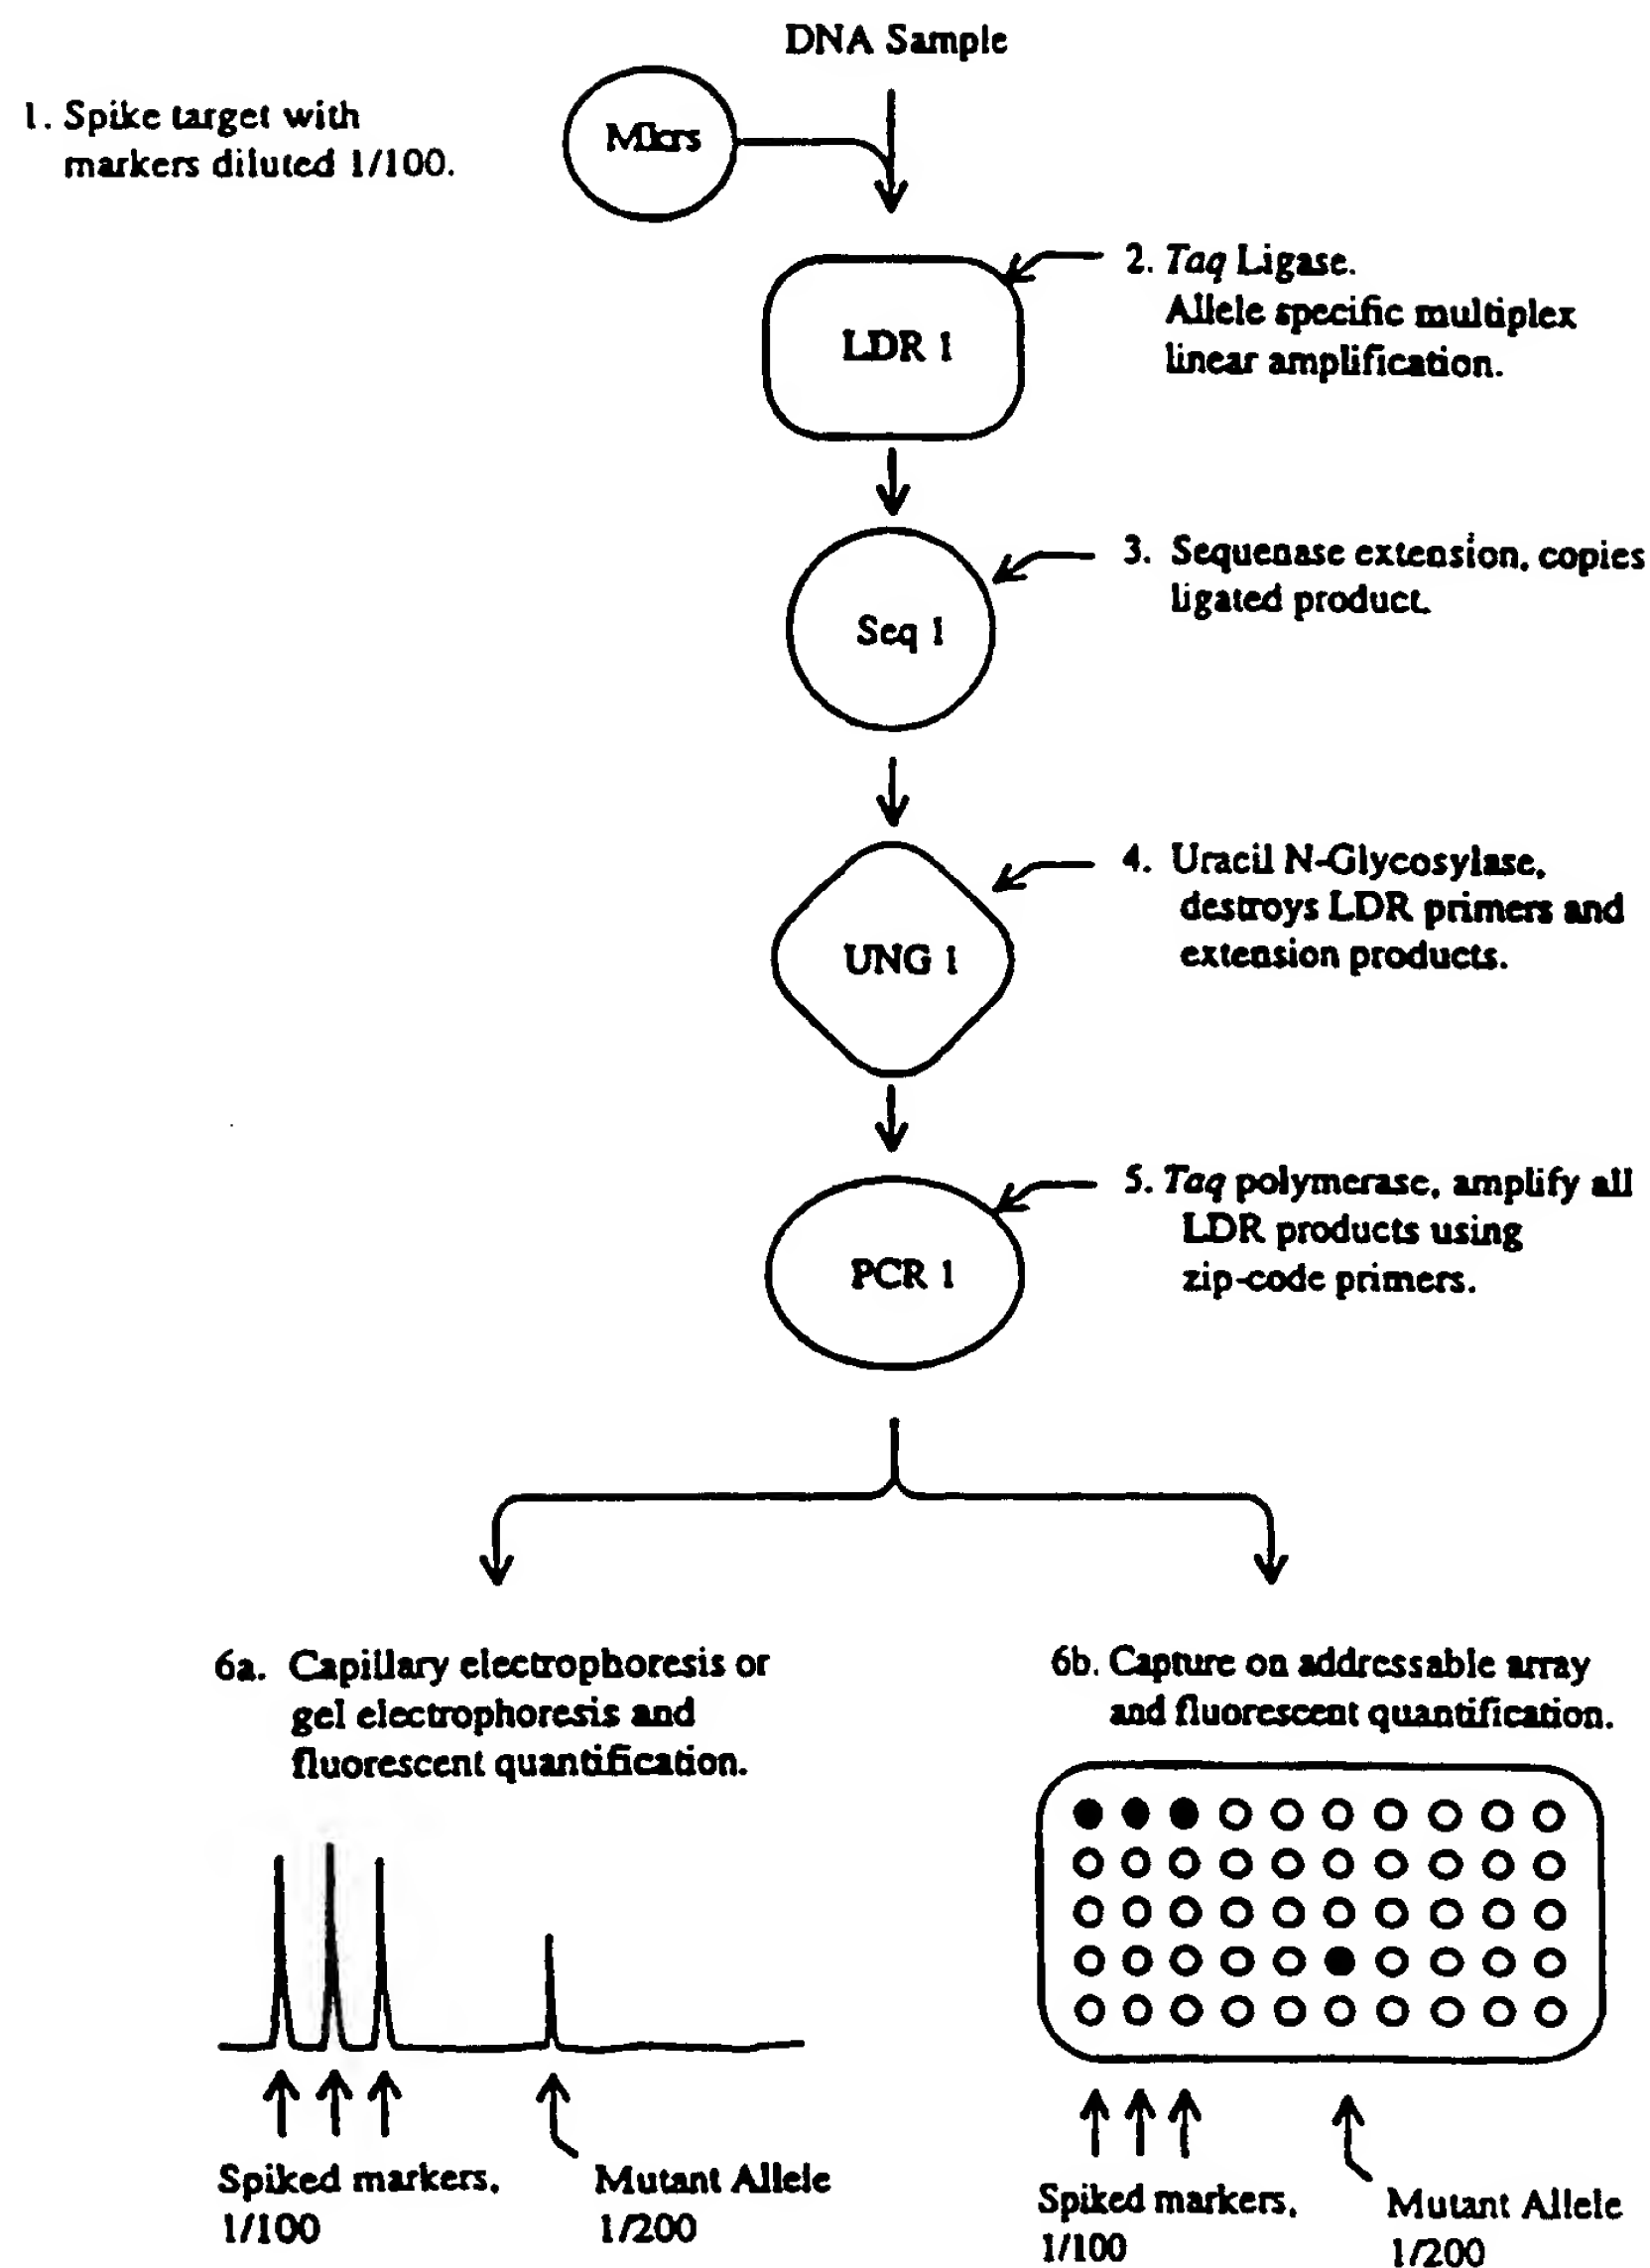 DNA Sample
1. Spike target with
markers diluted 1/100.
Mkrs
2. Taq Ligase.
Allele specific multiplex
linear amplification.
LDR 1
3. Sequenase extension, copies
ligated product.
Seq 1
4. Uracil N-Glycosylase,
destroys LDR primers and
extension products.
UNG 1
5. Taq polymerase, amplify all
LDR products using
zip-code primers.
PCR 1
6a. Capillary electrophoresis or
gel electrophoresis and
fluorescent quantification.
6b. Capture on addressable array
and fluorescent quantification.
Spiked markers,
1/100
Mutant Allele
1/200
Spiked markers,
1/100
Mutant Allele
1/200